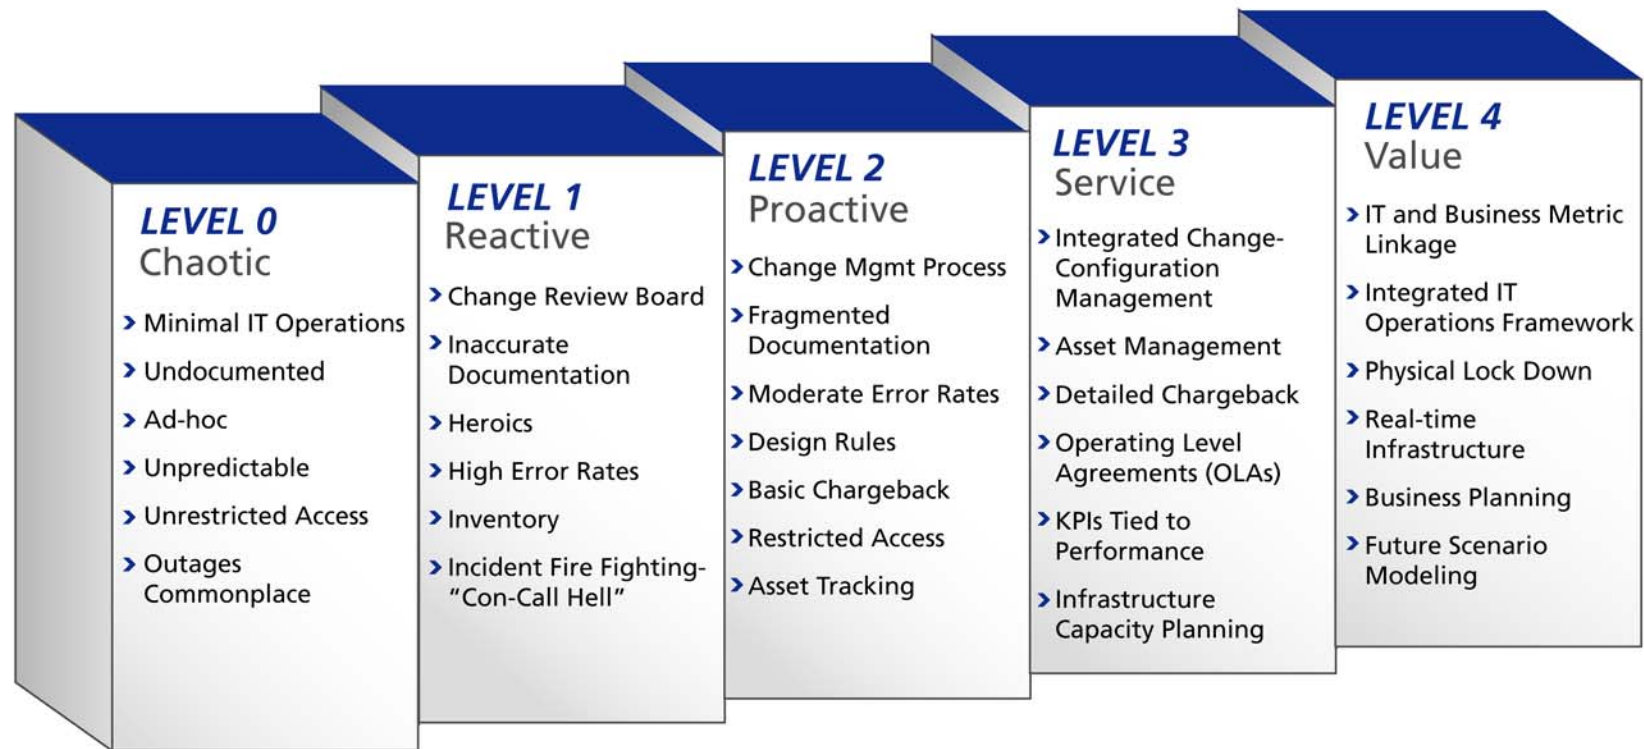 LEVEL 0
Chaotic
Minimal IT Operations
Undocumented
Ad-hoc
Unpredictable
Unrestricted Access
Outages
Commonplace
LEVEL 1
Reactive
Change Review Board
Inaccurate
Documentation
Heroics
High Error Rates
Inventory
Incident Fire Fighting-
“Con-Call Hell”
LEVEL 2
Proactive
Change Mgmt Process
Fragmented
Documentation
Moderate Error Rates
Design Rules
Basic Chargeback
Restricted Access
Asset Tracking
LEVEL 3
Service
Integrated Change-
Configuration
Management
Asset Management
Detailed Chargeback
Operating Level
Agreements (OLAs)
KPIs Tied to
Performance
Infrastructure
Capacity Planning
LEVEL 4
Value
IT and Business Metric
Linkage
Integrated IT
Operations Framework
Physical Lock Down
Real-time
Infrastructure
Business Planning
Future Scenario
Modeling